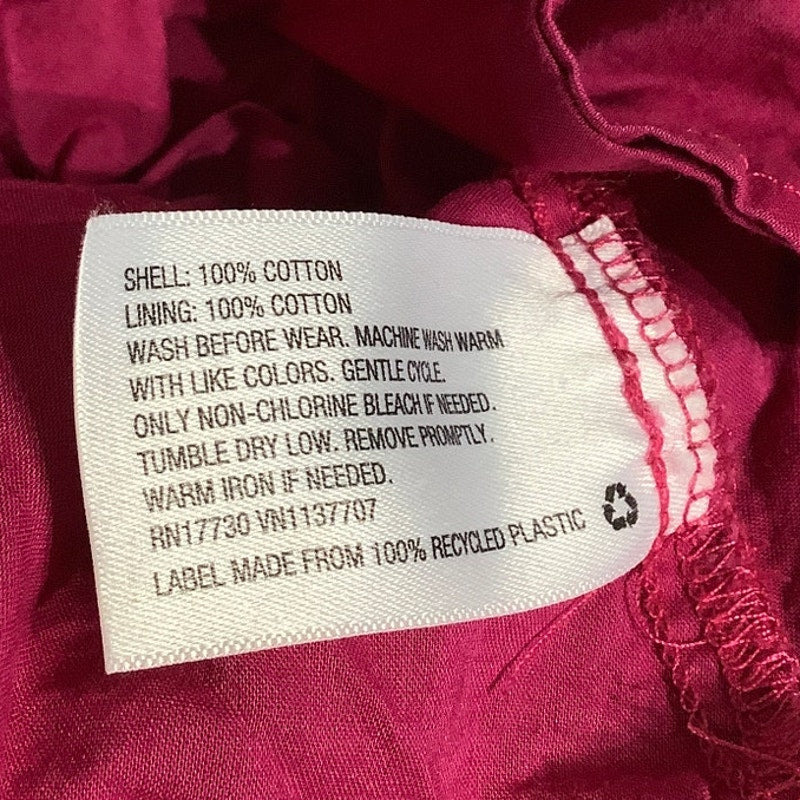 SHELL: 100% COTTON
LINING: 100% COTTON
WASH BEFORE WEAR. MACHINE WASH WARM
WITH LIKE COLORS. GENTLE CYCLE.
ONLY NON-CHLORINE BLEACH IF NEEDED.
TUMBLE DRY LOW. REMOVE PROMPTLY.
WARM IRON IF NEEDED.
RN17730 VN1137707
LABEL MADE FROM 100% RECYCLED PLASTIC